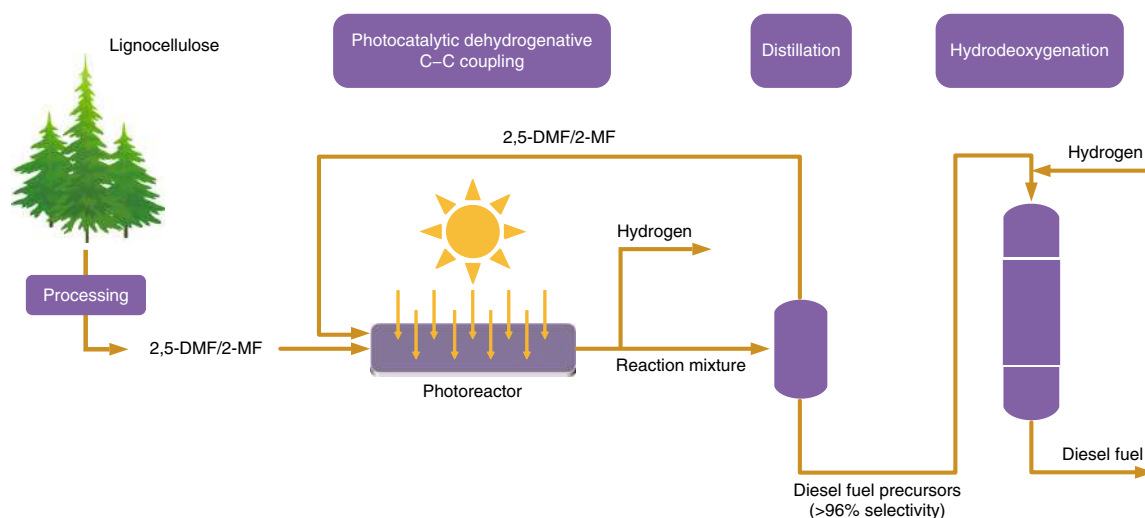 Lignocellulose
Photocatalytic dehydrogenative
C–C coupling
Distillation
Hydrodeoxygenation
2,5-DMF/2-MF
Hydrogen
Hydrogen
Processing
2,5-DMF/2-MF
Reaction mixture
Photoreactor
Diesel fuel
Diesel fuel precursors
(>96% selectivity)